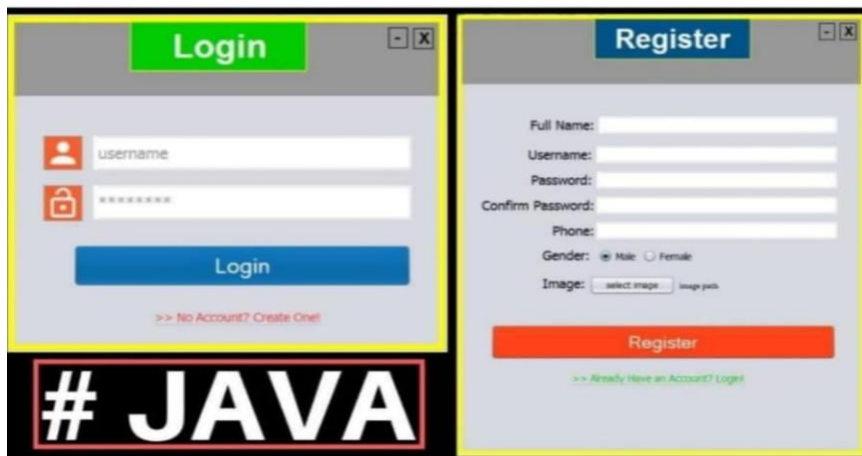 Login
- X
username
********
Login
>> No Account? Create One!
# JAVA
Register
- X
Full Name:
Username:
Password:
Confirm Password:
Phone:
Gender: Male Female
Image: select image image path
Register
>> Already Have an Account? Login!